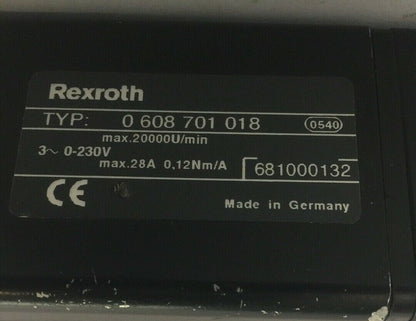 Rexroth
TYP: 0 608 701 018 0540
max.20000U/min
3~ 0-230V
max.28A 0,12Nm/A 681000132
CE Made in Germany